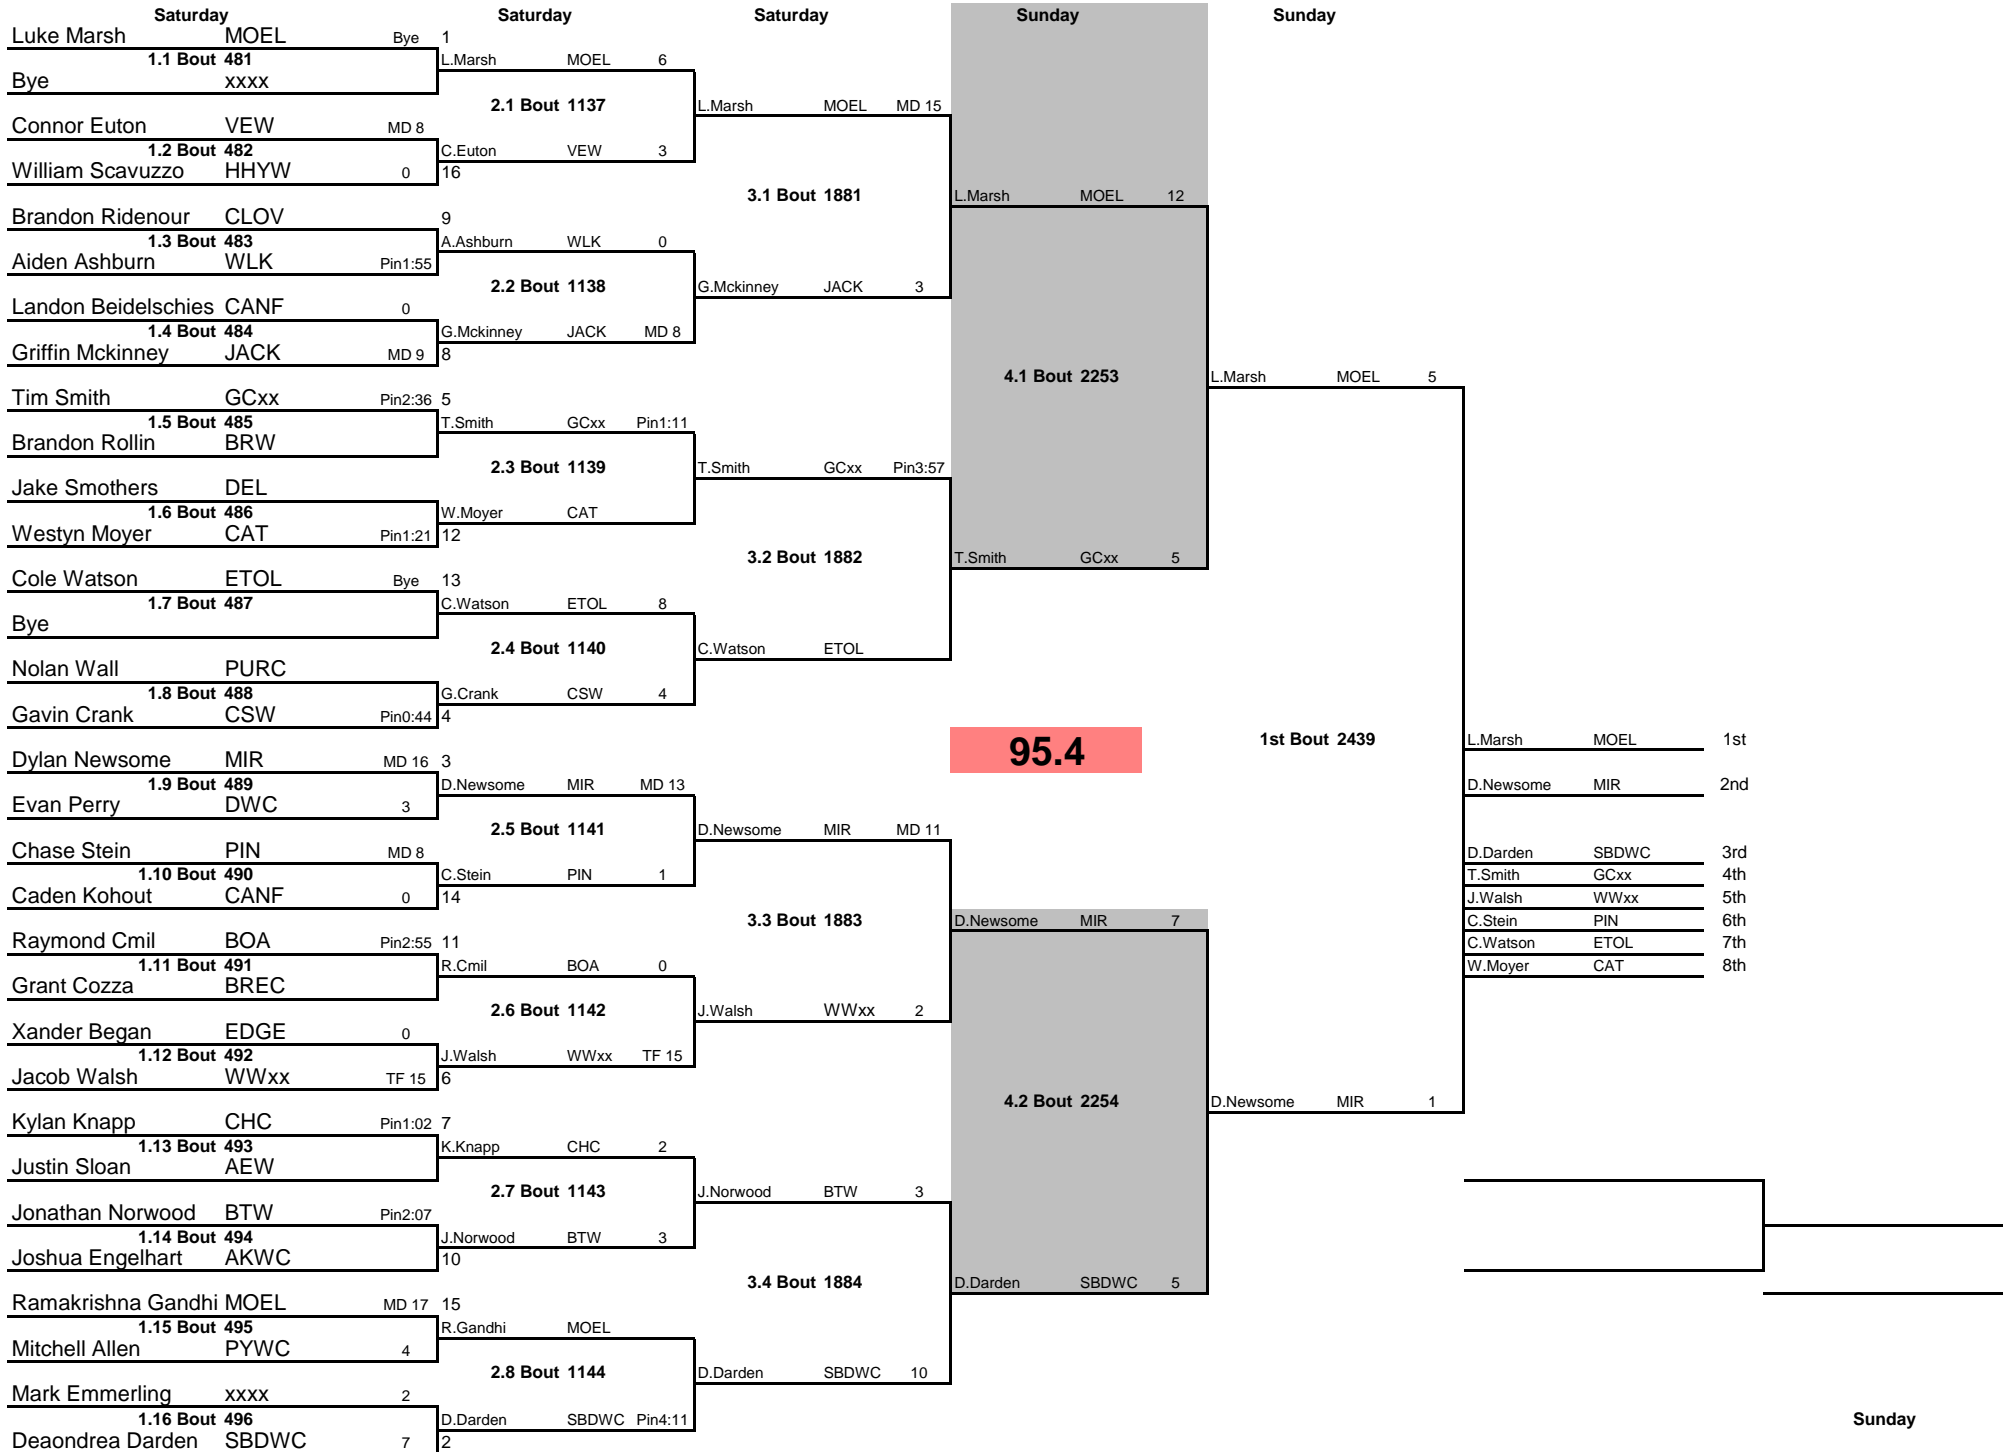 Saturday Saturday Saturday Sunday Sunday
Luke Marsh MOEL Bye 1
1.1 Bout 481 L.Marsh MOEL 6
Bye xxxx
2.1 Bout 1137 L.Marsh MOEL MD 15
Connor Euton VEW MD 8
1.2 Bout 482 C.Euton VEW 3
William Scavuzzo HHYW 0 16
3.1 Bout 1881 L.Marsh MOEL 12
Brandon Ridenour CLOV 9
1.3 Bout 483 A.Ashburn WLK 0
Aiden Ashburn WLK Pin1:55
2.2 Bout 1138 G.Mckinney JACK 3
Landon Beidelschies CANF 0
1.4 Bout 484 G.Mckinney JACK MD 8
Griffin Mckinney JACK MD 9 8
4.1 Bout 2253 L.Marsh MOEL 5
Tim Smith GCxx Pin2:36 5
1.5 Bout 485 T.Smith GCxx Pin1:11
Brandon Rollin BRW
2.3 Bout 1139 T.Smith GCxx Pin3:57
Jake Smothers DEL
1.6 Bout 486 W.Moyer CAT
Westyn Moyer CAT Pin1:21 12
3.2 Bout 1882 T.Smith GCxx 5
Cole Watson ETOL Bye 13
1.7 Bout 487 C.Watson ETOL 8
Bye
2.4 Bout 1140 C.Watson ETOL
Nolan Wall PURC
1.8 Bout 488 G.Crank CSW 4
Gavin Crank CSW Pin0:44 4
95.4 1st Bout 2439 L.Marsh MOEL 1st
Dylan Newsome MIR MD 16 3
1.9 Bout 489 D.Newsome MIR MD 13 D.Newsome MIR 2nd
Evan Perry DWC 3
2.5 Bout 1141 D.Newsome MIR MD 11
Chase Stein PIN MD 8 D.Darden SBDWC 3rd
1.10 Bout 490 C.Stein PIN 1 T.Smith GCxx 4th
Caden Kohout CANF 0 14 J.Walsh WWxx 5th
3.3 Bout 1883 D.Newsome MIR 7 C.Stein PIN 6th
Raymond Cmil BOA Pin2:55 11 C.Watson ETOL 7th
1.11 Bout 491 R.Cmil BOA 0 W.Moyer CAT 8th
Grant Cozza BREC
2.6 Bout 1142 J.Walsh WWxx 2
Xander Began EDGE 0
1.12 Bout 492 J.Walsh WWxx TF 15
Jacob Walsh WWxx TF 15 6
4.2 Bout 2254 D.Newsome MIR 1
Kylan Knapp CHC Pin1:02 7
1.13 Bout 493 K.Knapp CHC 2
Justin Sloan AEW
2.7 Bout 1143 J.Norwood BTW 3
Jonathan Norwood BTW Pin2:07
1.14 Bout 494 J.Norwood BTW 3
Joshua Engelhart AKWC 10
3.4 Bout 1884 D.Darden SBDWC 5
Ramakrishna Gandhi MOEL MD 17 15
1.15 Bout 495 R.Gandhi MOEL
Mitchell Allen PYWC 4
2.8 Bout 1144 D.Darden SBDWC 10
Mark Emmerling xxxx 2
1.16 Bout 496 D.Darden SBDWC Pin4:11 Sunday
Deaondrea Darden SBDWC 7 2